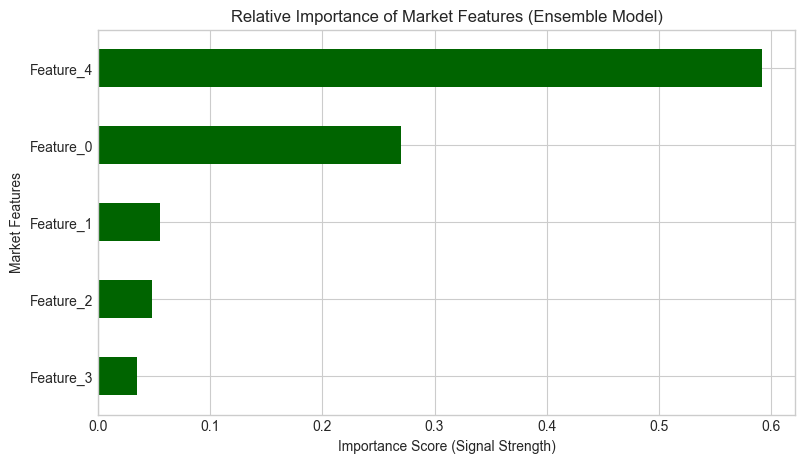 Relative Importance of Market Features (Ensemble Model)
Feature_4
Feature_0
Feature_1
Feature_2
Feature_3
Market Features
0.0 0.1 0.2 0.3 0.4 0.5 0.6
Importance Score (Signal Strength)